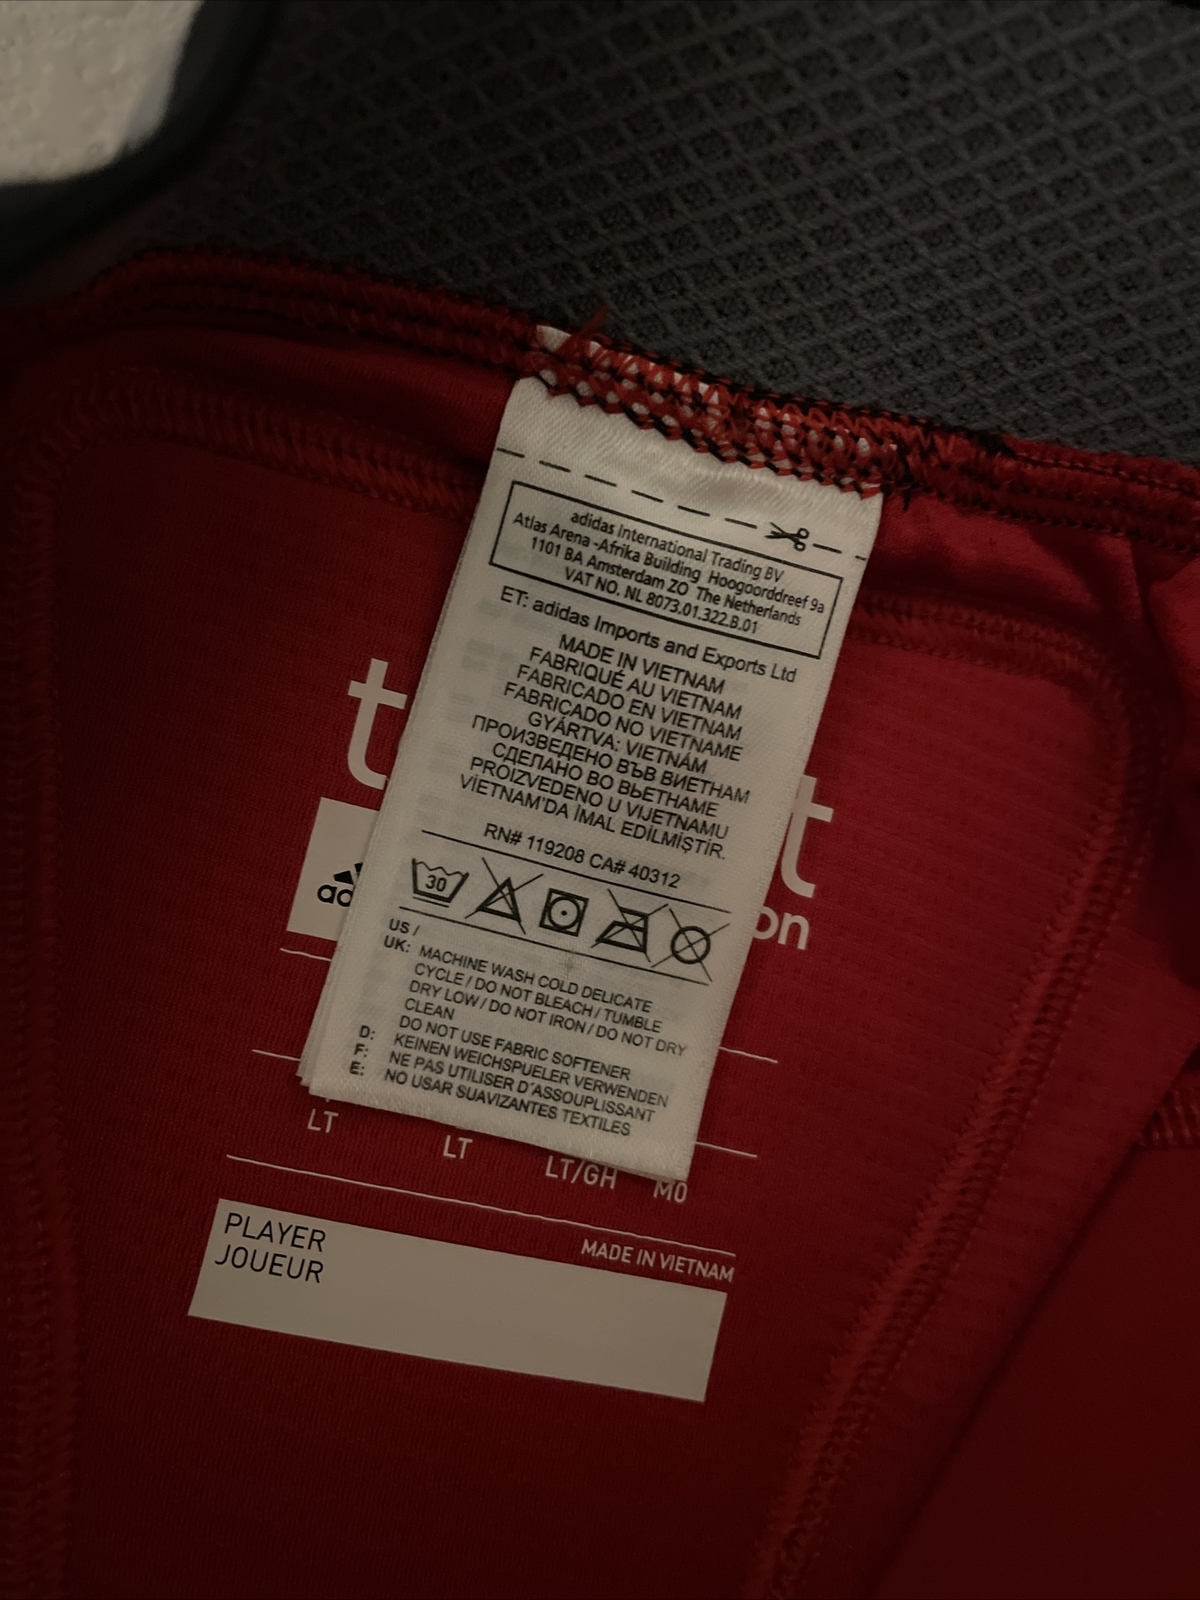 adidas International Trading BV
Atlas Arena -Afrika Building Hoogoorddreef 9a
1101 BA Amsterdam ZO The Netherlands
VAT NO. NL 8073.01.322.B.01
ET: adidas Imports and Exports Ltd
MADE IN VIETNAM
FABRIQUÉ AU VIETNAM
FABRICADO EN VIETNAM
FABRICADO NO VIETNAME
GYÁRTVA: VIETNÁM
ПРОИЗВЕДЕНО ВЪВ ВИЕТНАМ
СДЕЛАНО ВО ВЬЕТНАМЕ
PROIZVEDENO U VIJETNAMU
VİETNAM'DA İMAL EDİLMİŞTİR.
RN# 119208 CA# 40312
30
US /
UK: MACHINE WASH COLD DELICATE
CYCLE / DO NOT BLEACH / TUMBLE
DRY LOW / DO NOT IRON / DO NOT DRY
CLEAN
DO NOT USE FABRIC SOFTENER
D: KEINEN WEICHSPUELER VERWENDEN
F: NE PAS UTILISER D'ASSOUPLISSANT
E: NO USAR SUAVIZANTES TEXTILES
LT LT LT/GH M0
MADE IN VIETNAM
PLAYER
JOUEUR